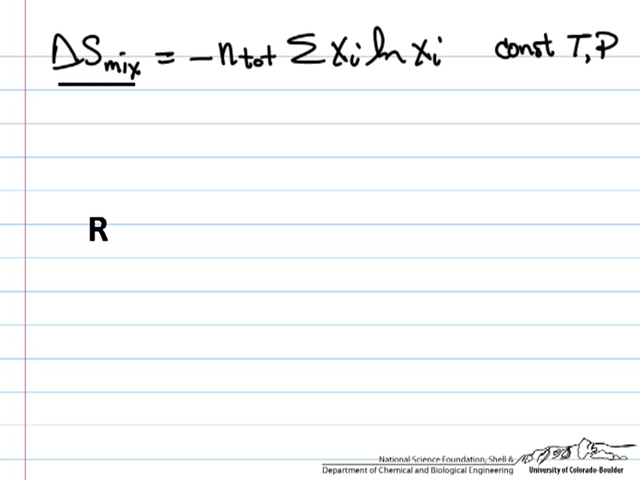 ΔSmix = -ntot Σ xi ln xi const T, P
R
National Science Foundation, Shell &
Department of Chemical and Biological Engineering
University of Colorado-Boulder